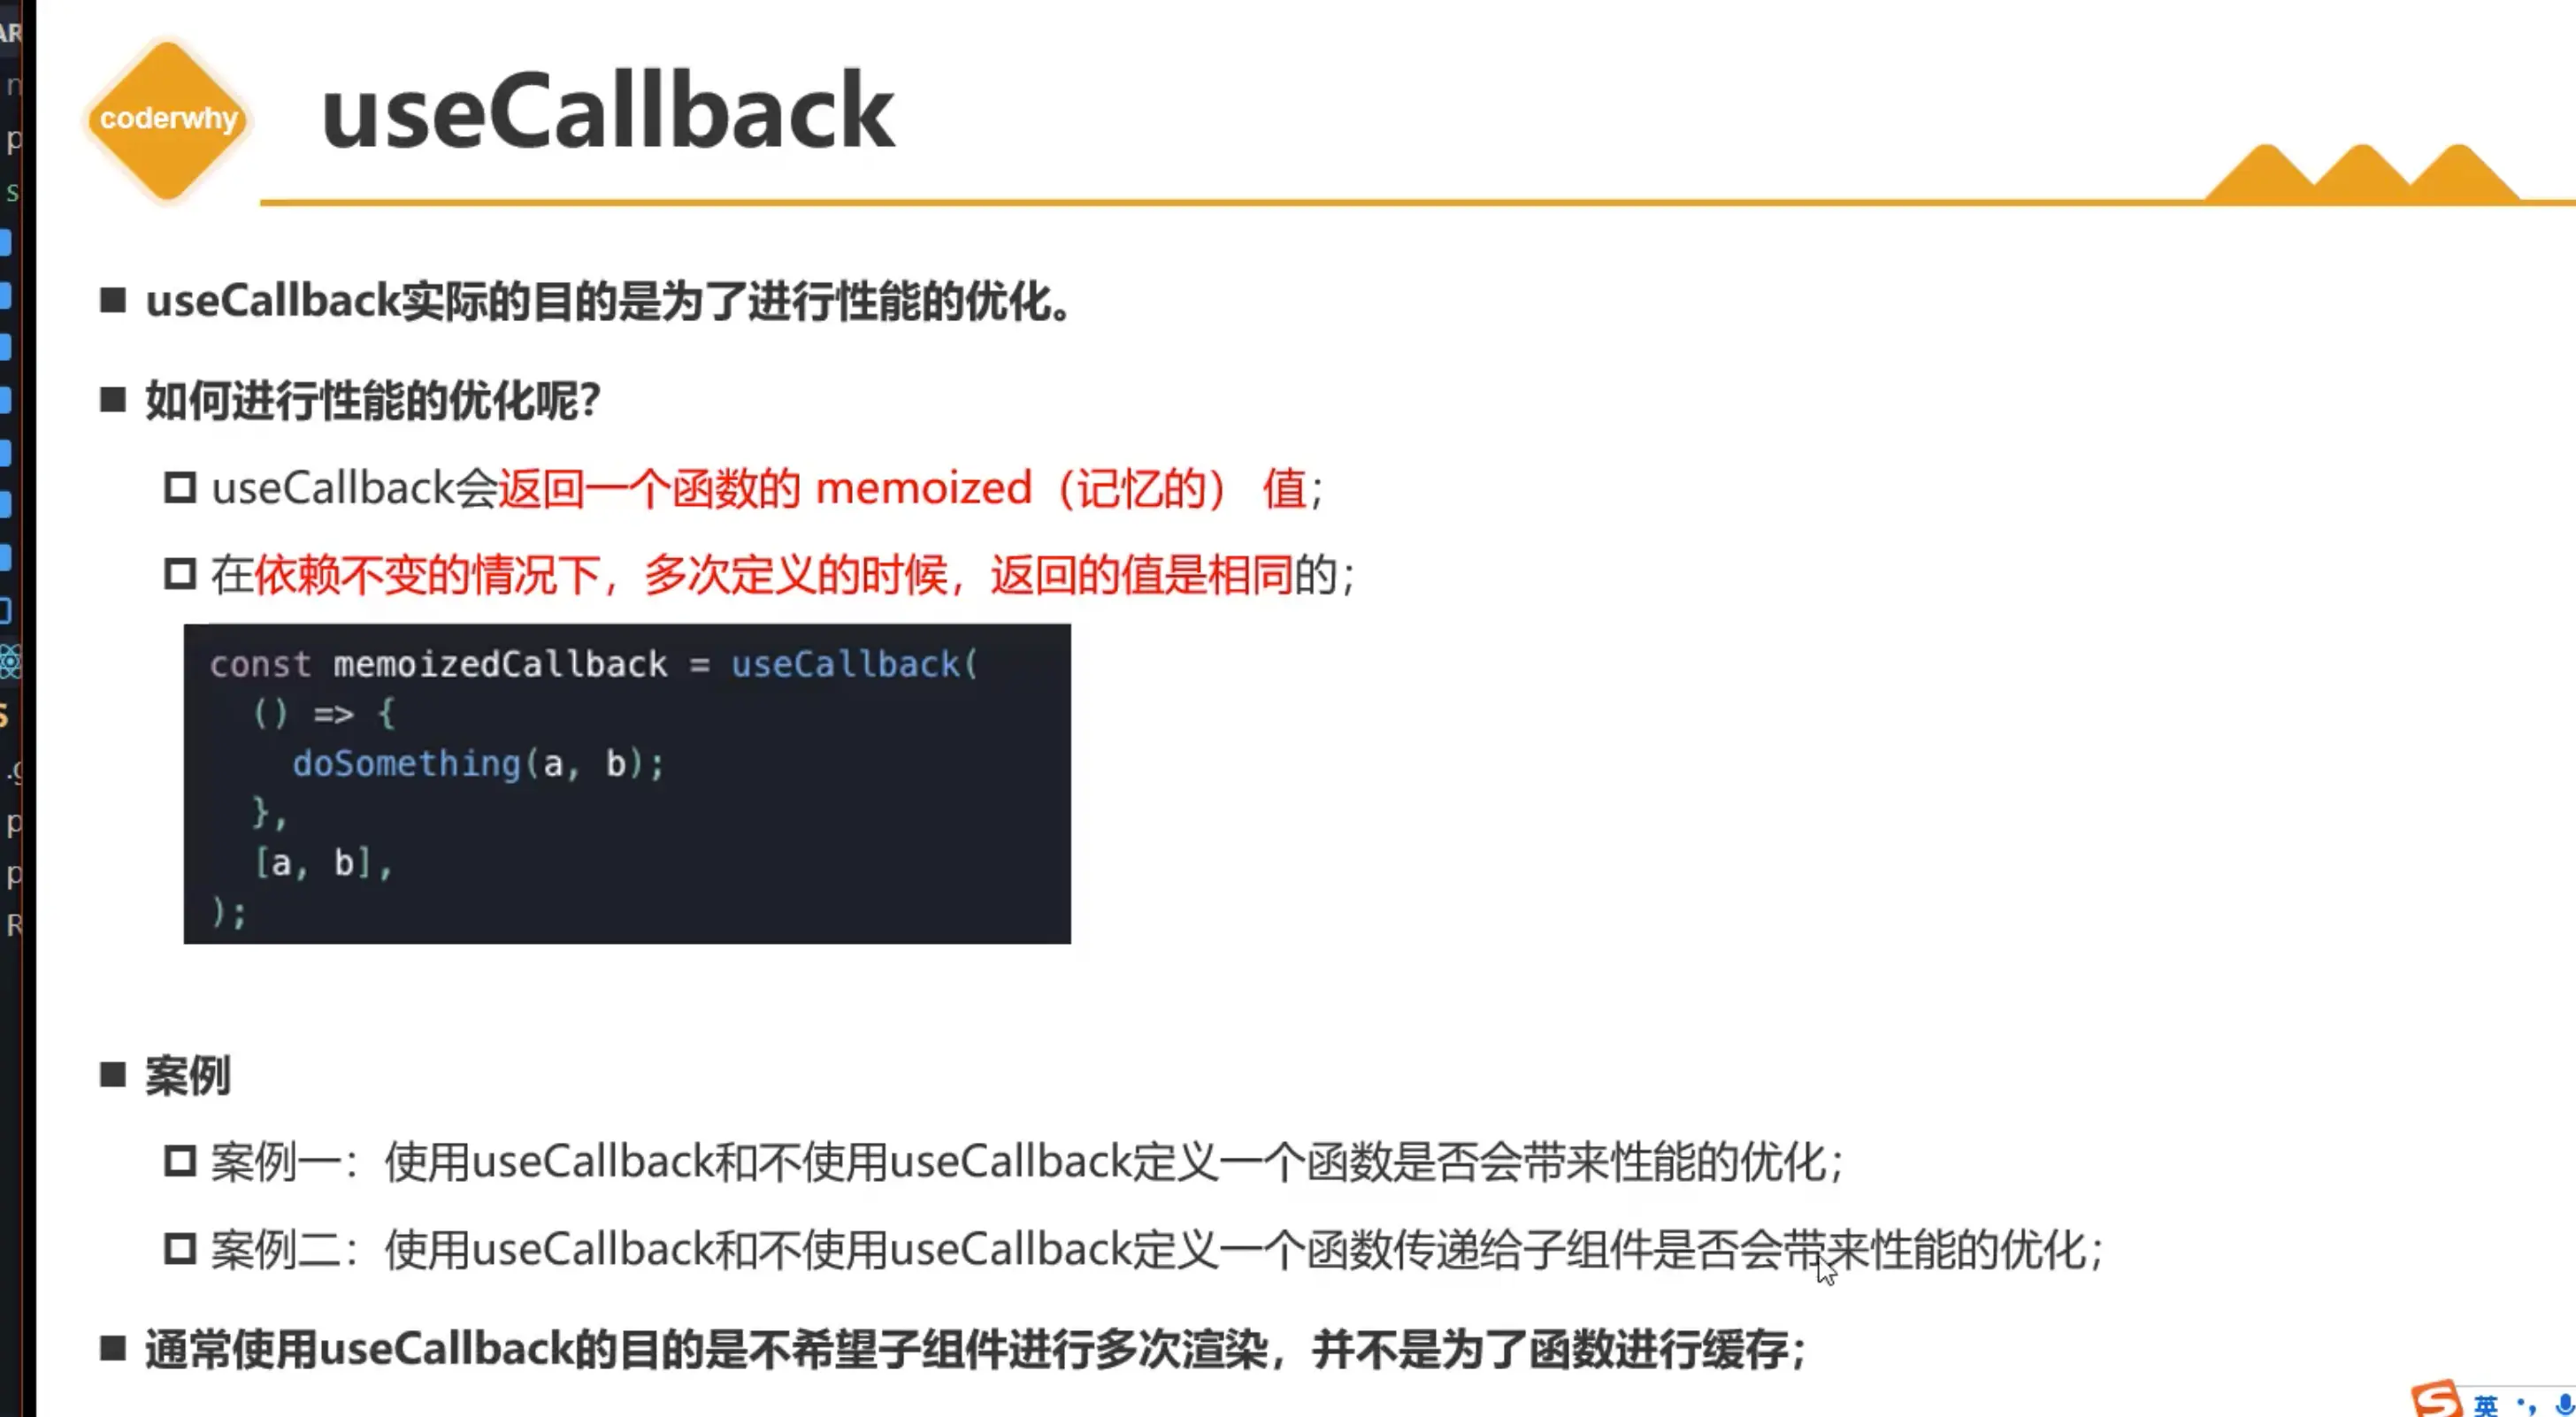 coderwhy
useCallback
useCallback实际的目的是为了进行性能的优化。
如何进行性能的优化呢?
useCallback会返回一个函数的 memoized（记忆的） 值；
在依赖不变的情况下，多次定义的时候，返回的值是相同的；
const memoizedCallback = useCallback(
() => {
doSomething(a, b);
},
[a, b],
);
案例
案例一：使用useCallback和不使用useCallback定义一个函数是否会带来性能的优化；
案例二：使用useCallback和不使用useCallback定义一个函数传递给子组件是否会带来性能的优化；
通常使用useCallback的目的是不希望子组件进行多次渲染，并不是为了函数进行缓存；
英